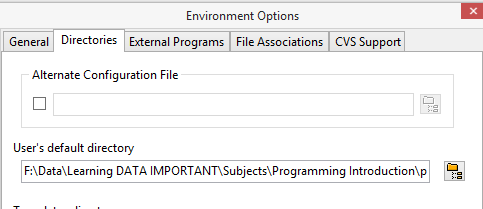 Environment Options
General Directories External Programs File Associations CVS Support
Alternate Configuration File
User's default directory
F:\Data\Learning DATA IMPORTANT\Subjects\Programming Introduction\p